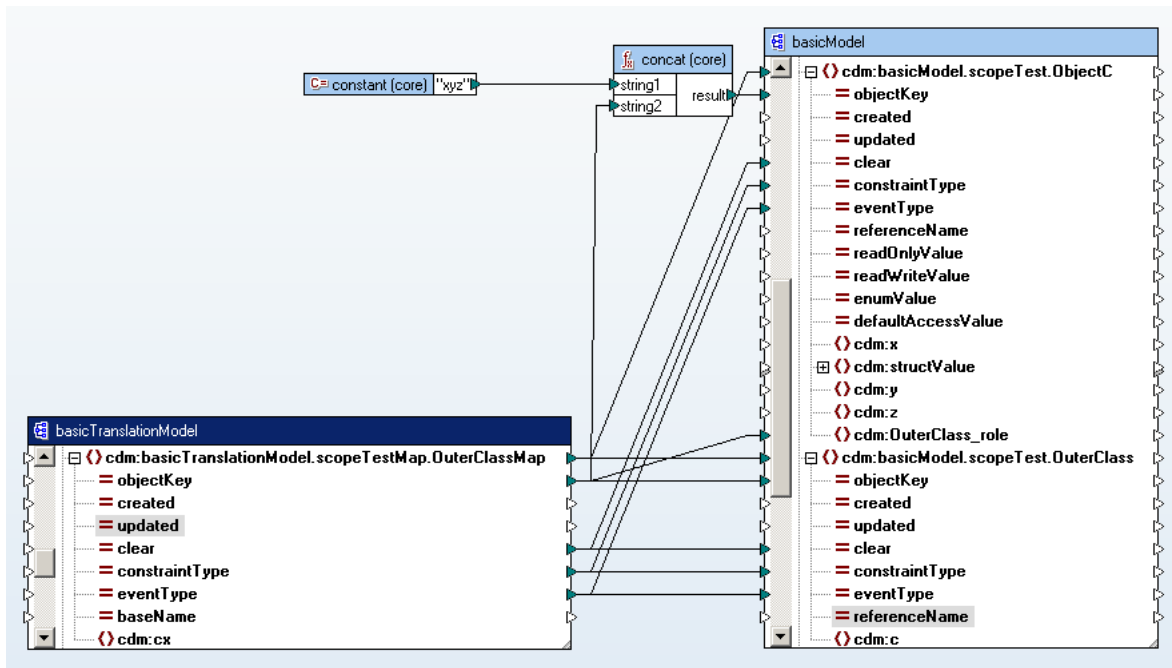 basicModel
concat (core)
constant (core) "xyz"
string1
result
string2
cdm:basicModel.scopeTest.ObjectC
objectKey
created
updated
clear
constraintType
eventType
referenceName
readOnlyValue
readWriteValue
enumValue
defaultAccessValue
cdm:x
cdm:structValue
cdm:y
cdm:z
cdm:OuterClass_role
cdm:basicModel.scopeTest.OuterClass
objectKey
created
updated
clear
constraintType
eventType
referenceName
cdm:c
basicTranslationModel
cdm:basicTranslationModel.scopeTestMap.OuterClassMap
objectKey
created
updated
clear
constraintType
eventType
baseName
cdm:cx